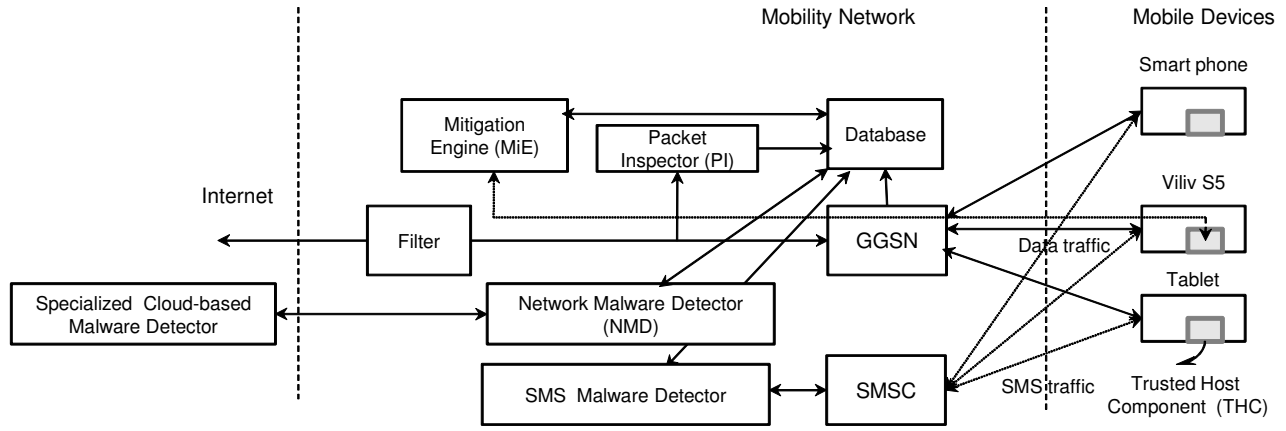 Mobility Network
Mobile Devices
Smart phone
Mitigation
Engine (MiE)
Packet
Inspector (PI)
Database
Internet
Viliv S5
Filter
GGSN
Data traffic
Tablet
Specialized Cloud-based
Malware Detector
Network Malware Detector
(NMD)
SMS Malware Detector
SMSC
SMS traffic
Trusted Host
Component (THC)